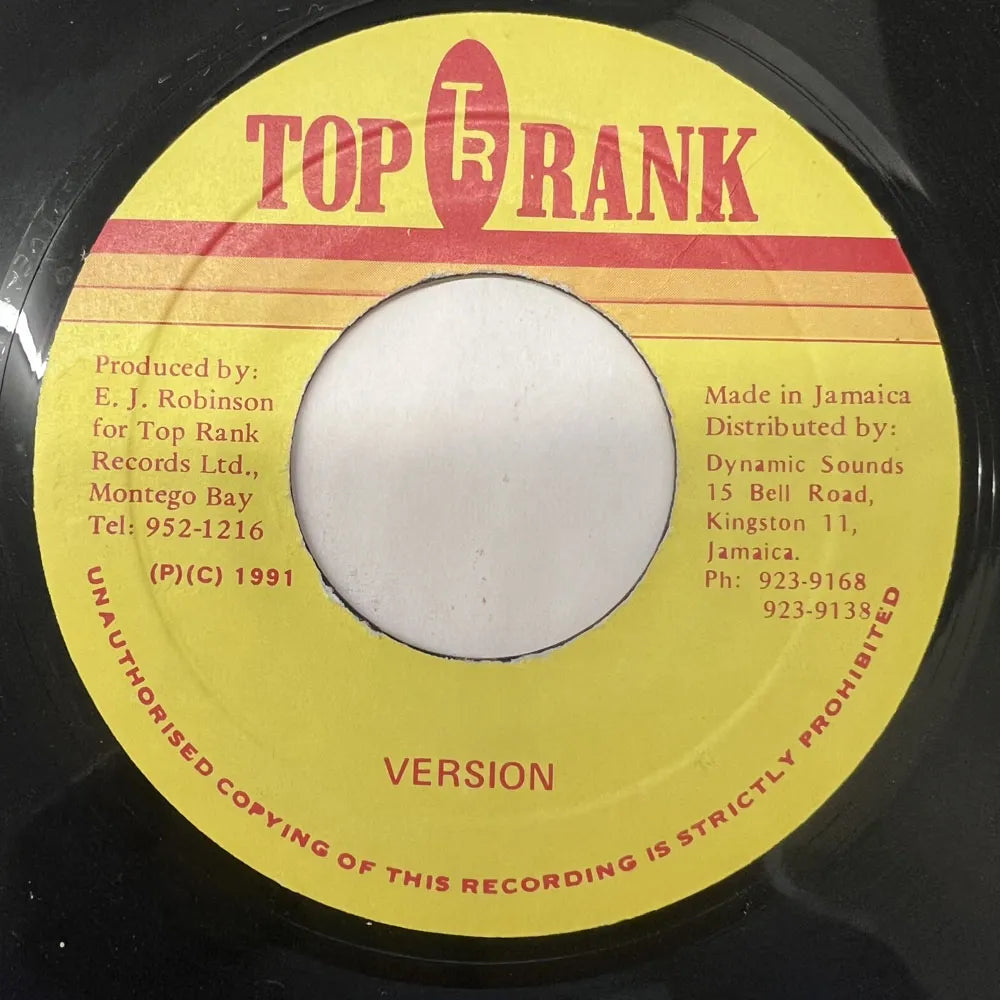 TOP TR RANK
Produced by:
E. J. Robinson
for Top Rank
Records Ltd.,
Montego Bay
Tel: 952-1216
(P)(C) 1991
Made in Jamaica
Distributed by:
Dynamic Sounds
15 Bell Road,
Kingston 11,
Jamaica.
Ph: 923-9168
923-9138
VERSION
UNAUTHORISED COPYING OF THIS RECORDING IS STRICTLY PROHIBITED